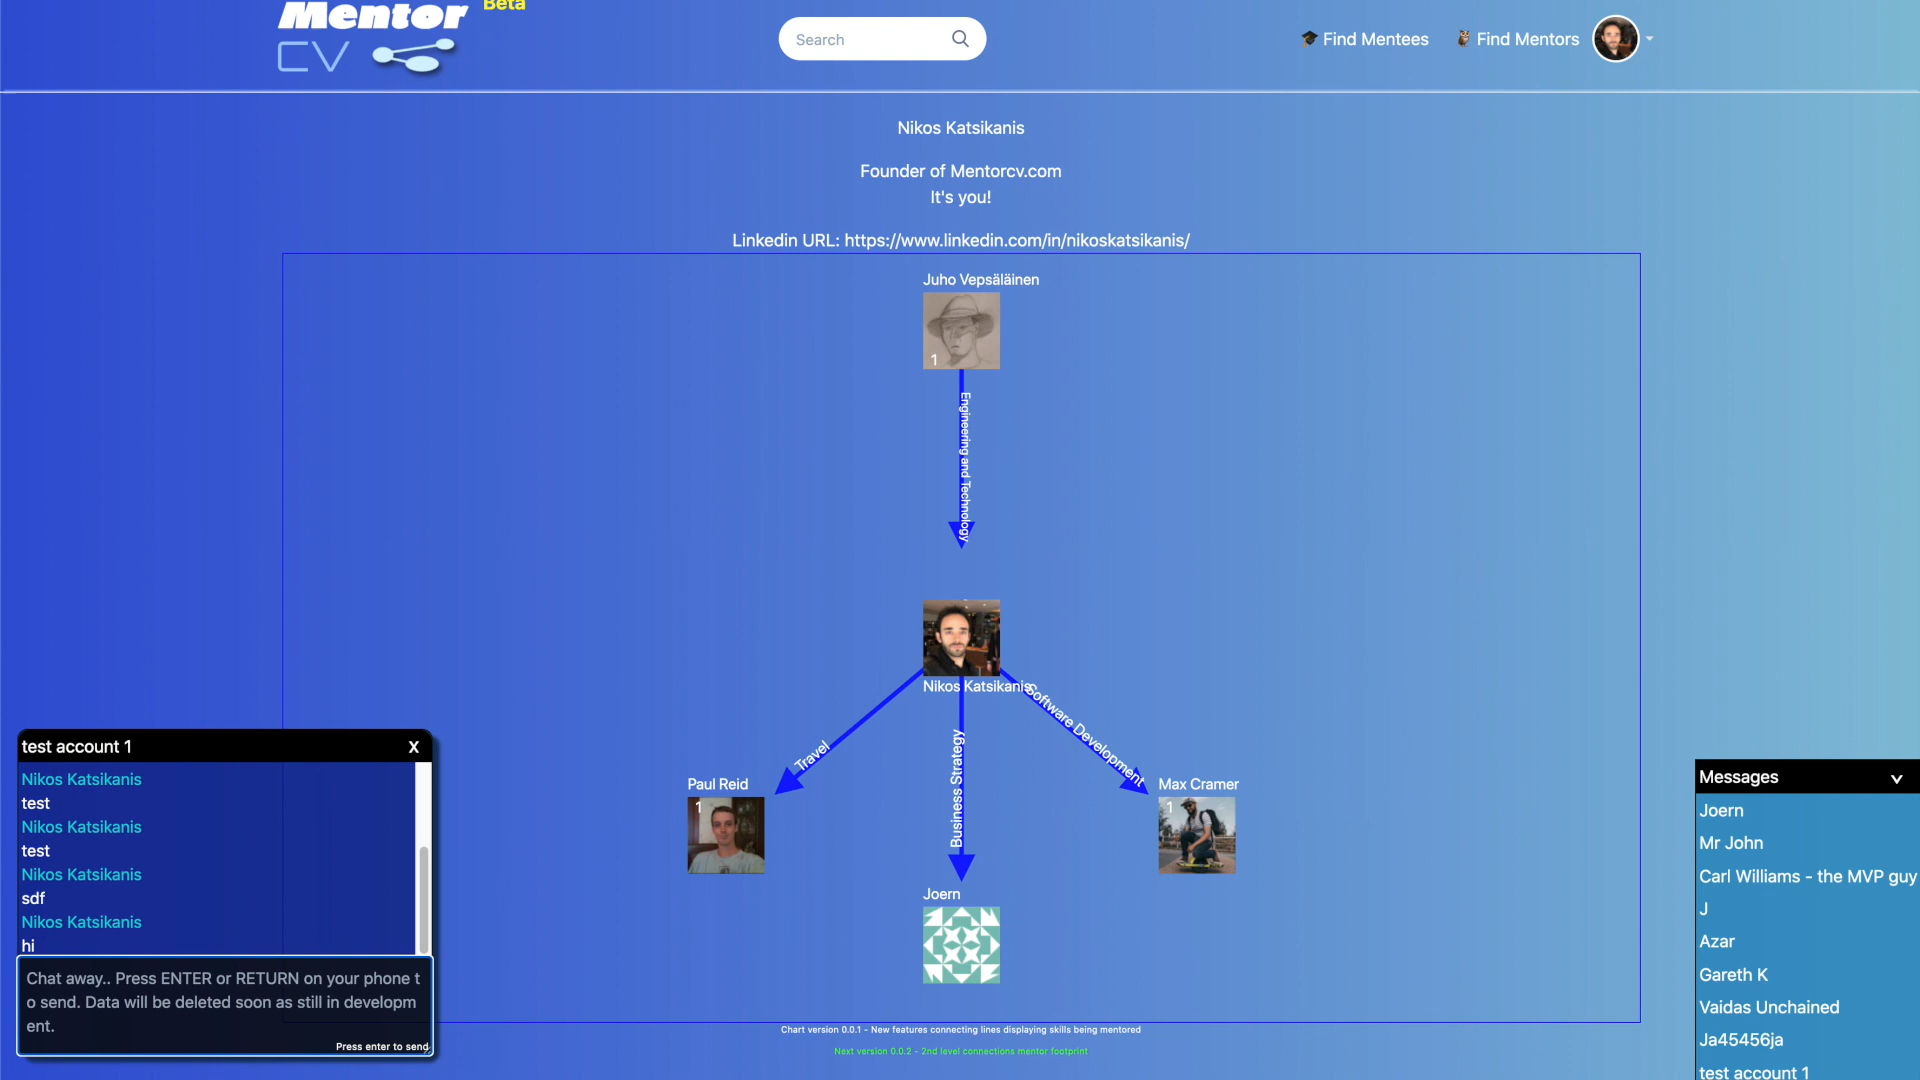 Mentor
Beta
CV
Search
Find Mentees
Find Mentors
Nikos Katsikanis
Founder of Mentorcv.com
It's you!
Linkedin URL: https://www.linkedin.com/in/nikoskatsikanis/
Juho Vepsäläinen
1
Engineering and Technology
Nikos Katsikanis
Travel
Business Strategy
Software Development
Paul Reid
1
Max Cramer
1
Joern
Chart version 0.0.1 - New features connecting lines displaying skills being mentored
Next version 0.0.2 - 2nd level connections mentor footprint
test account 1
X
Nikos Katsikanis
test
Nikos Katsikanis
test
Nikos Katsikanis
sdf
Nikos Katsikanis
hi
Chat away.. Press ENTER or RETURN on your phone t
o send. Data will be deleted soon as still in developm
ent.
Press enter to send
Messages
Joern
Mr John
Carl Williams - the MVP guy
J
Azar
Gareth K
Vaidas Unchained
Ja45456ja
test account 1